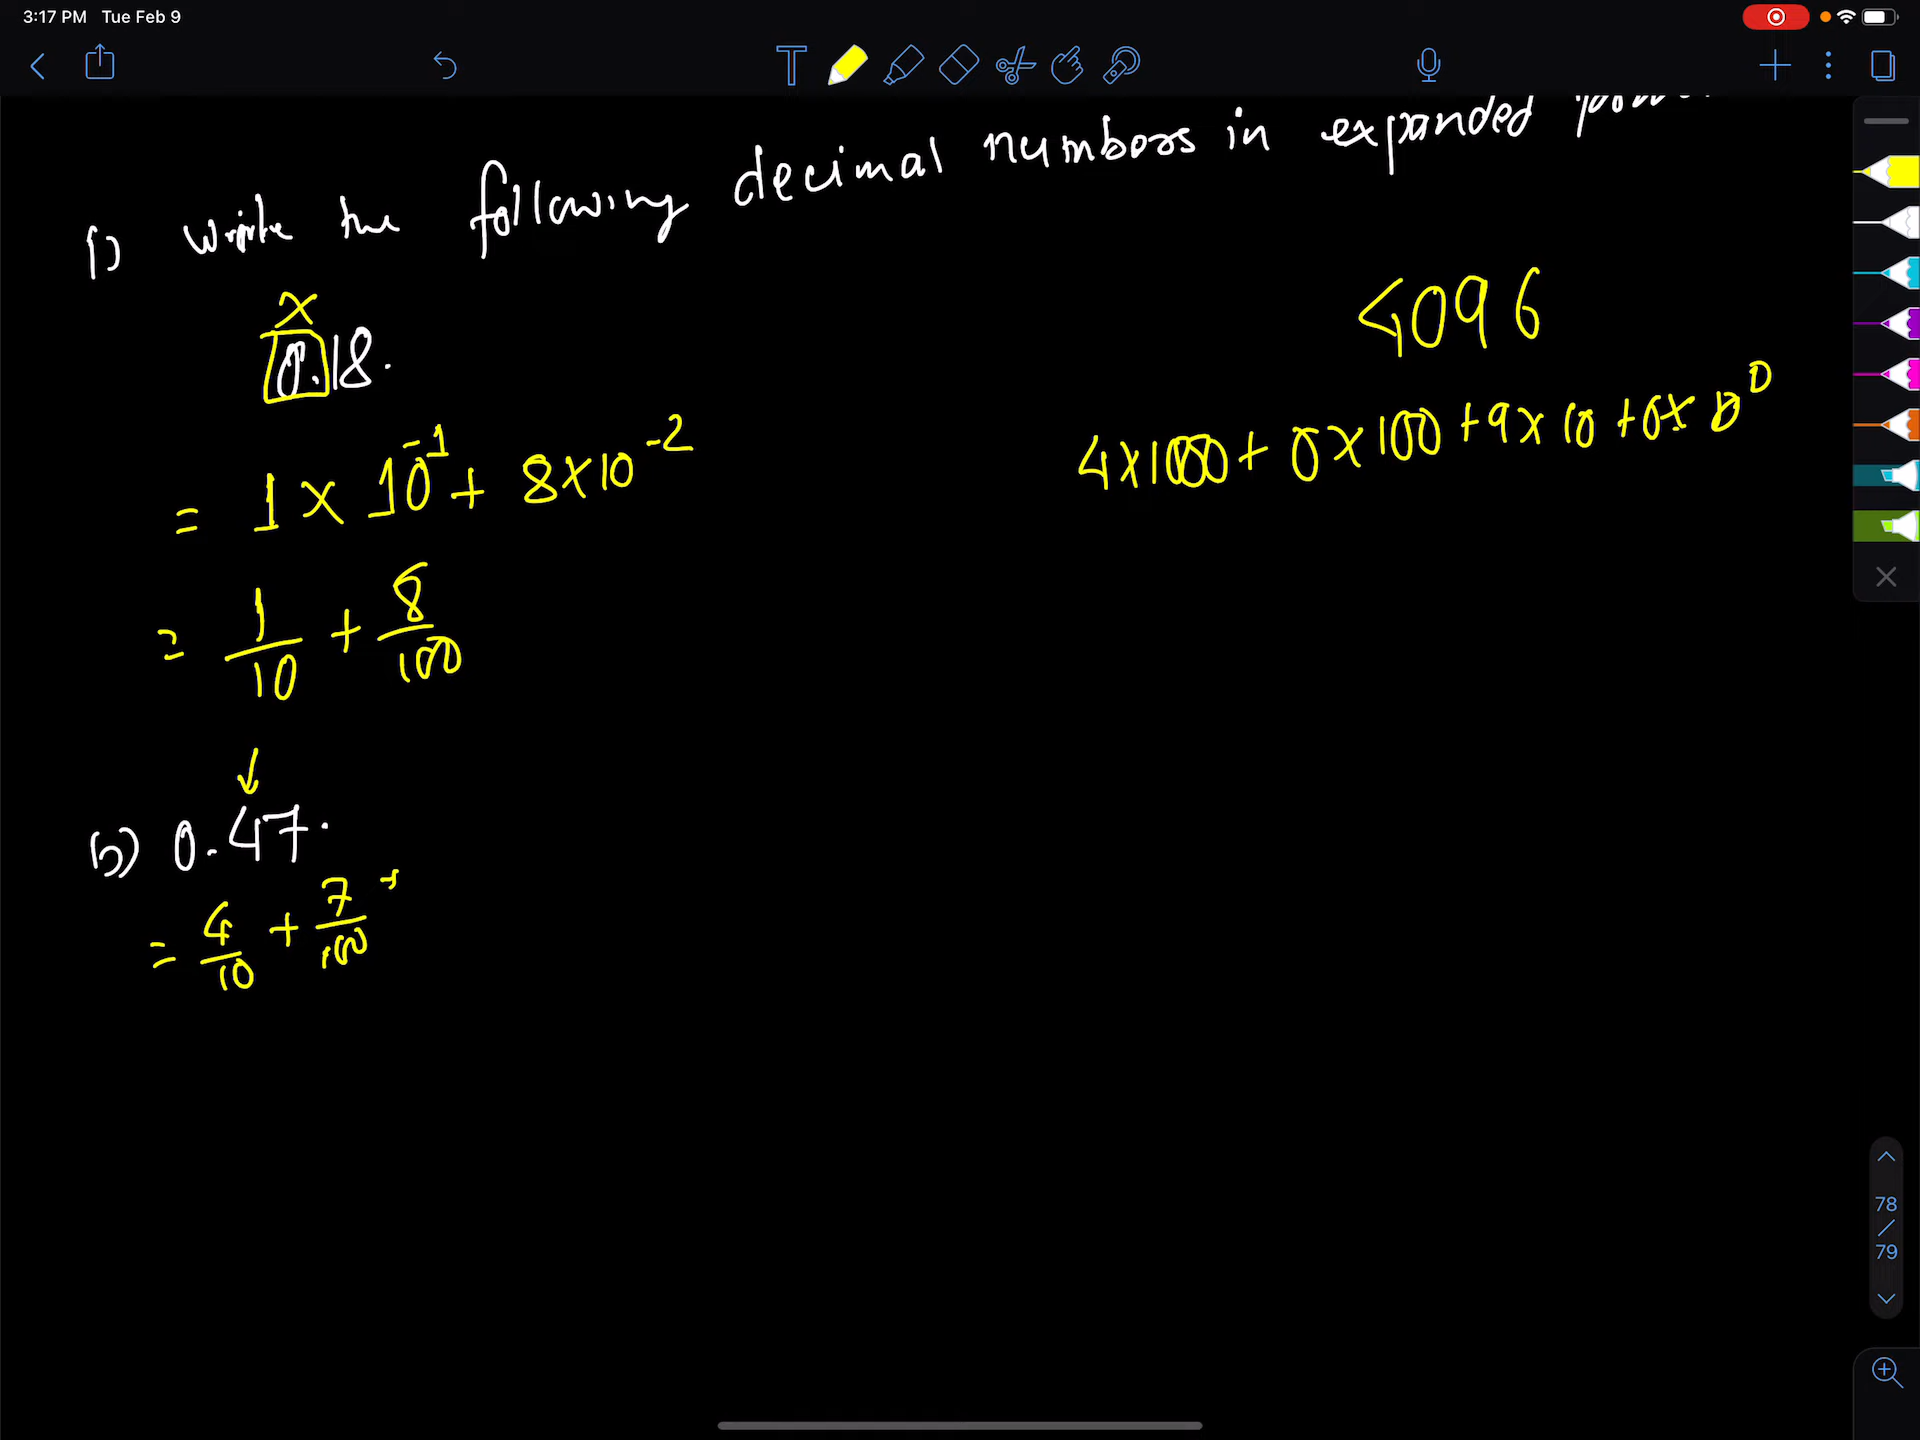 3:17 PM Tue Feb 9
1) Write the following decimal numbers in expanded
x
0.18.
= 1 x 10^-1 + 8 x 10^-2
= 1/10 + 8/100
4096
4x1000 + 0x100 + 9x10 + 6x10^0
b) 0.47.
= 4/10 + 7/100
78
/
79